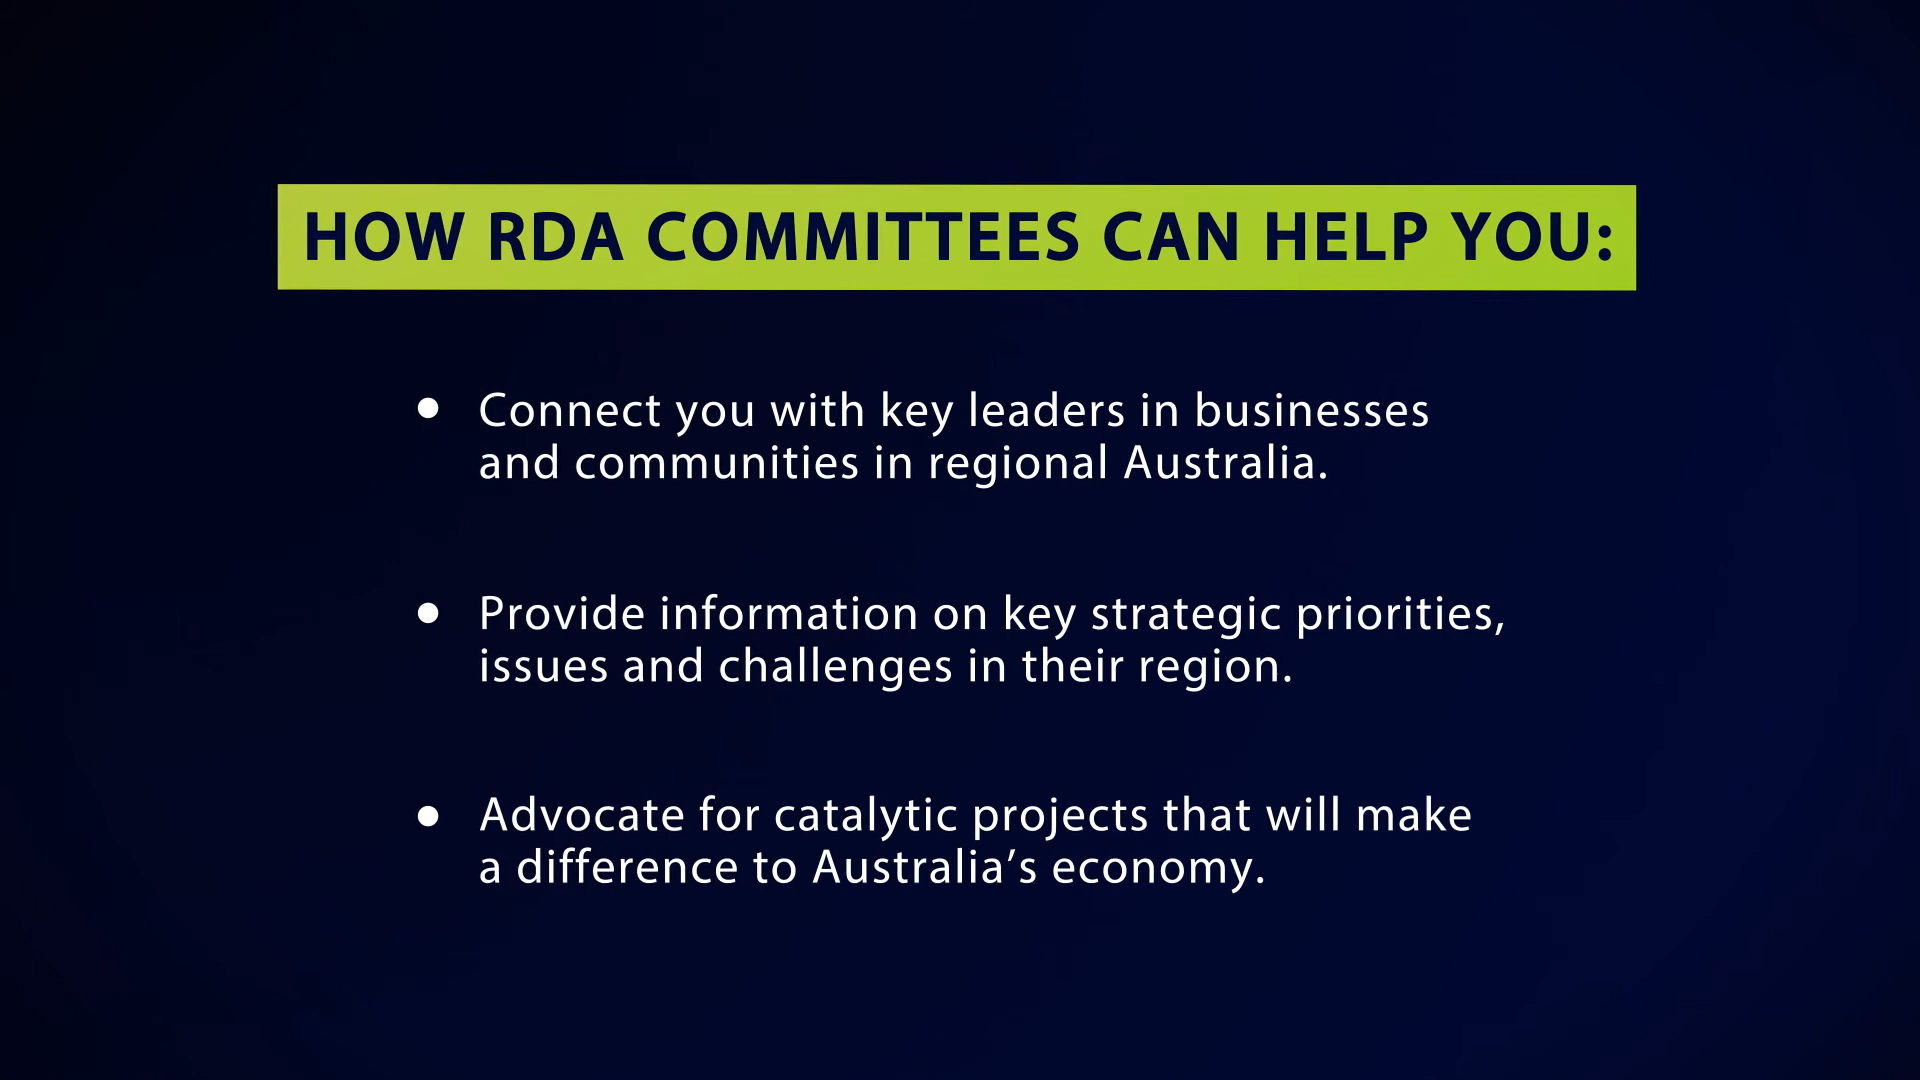 HOW RDA COMMITTEES CAN HELP YOU:
● Connect you with key leaders in businesses
and communities in regional Australia.
● Provide information on key strategic priorities,
issues and challenges in their region.
● Advocate for catalytic projects that will make
a difference to Australia’s economy.